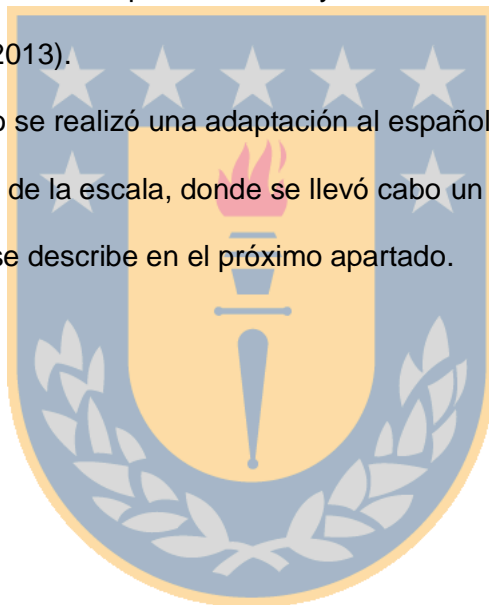 y
2013).
o se realizó una adaptación al español
de la escala, donde se llevó cabo un
se describe en el próximo apartado.